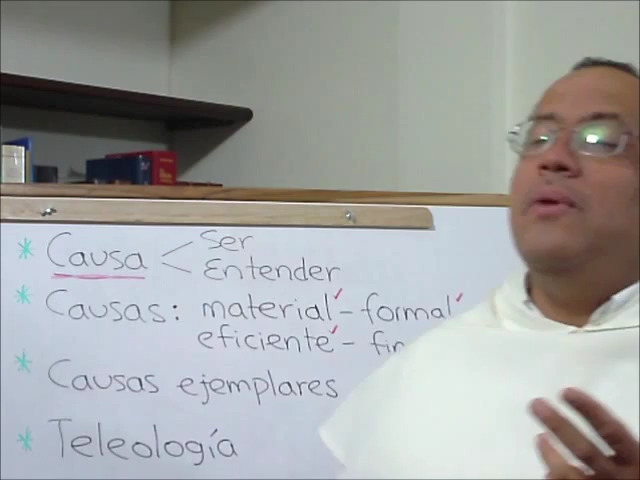 * Causa < Ser
Entender
* Causas: material - formal
eficiente -
* Causas ejemplares
* Teleología